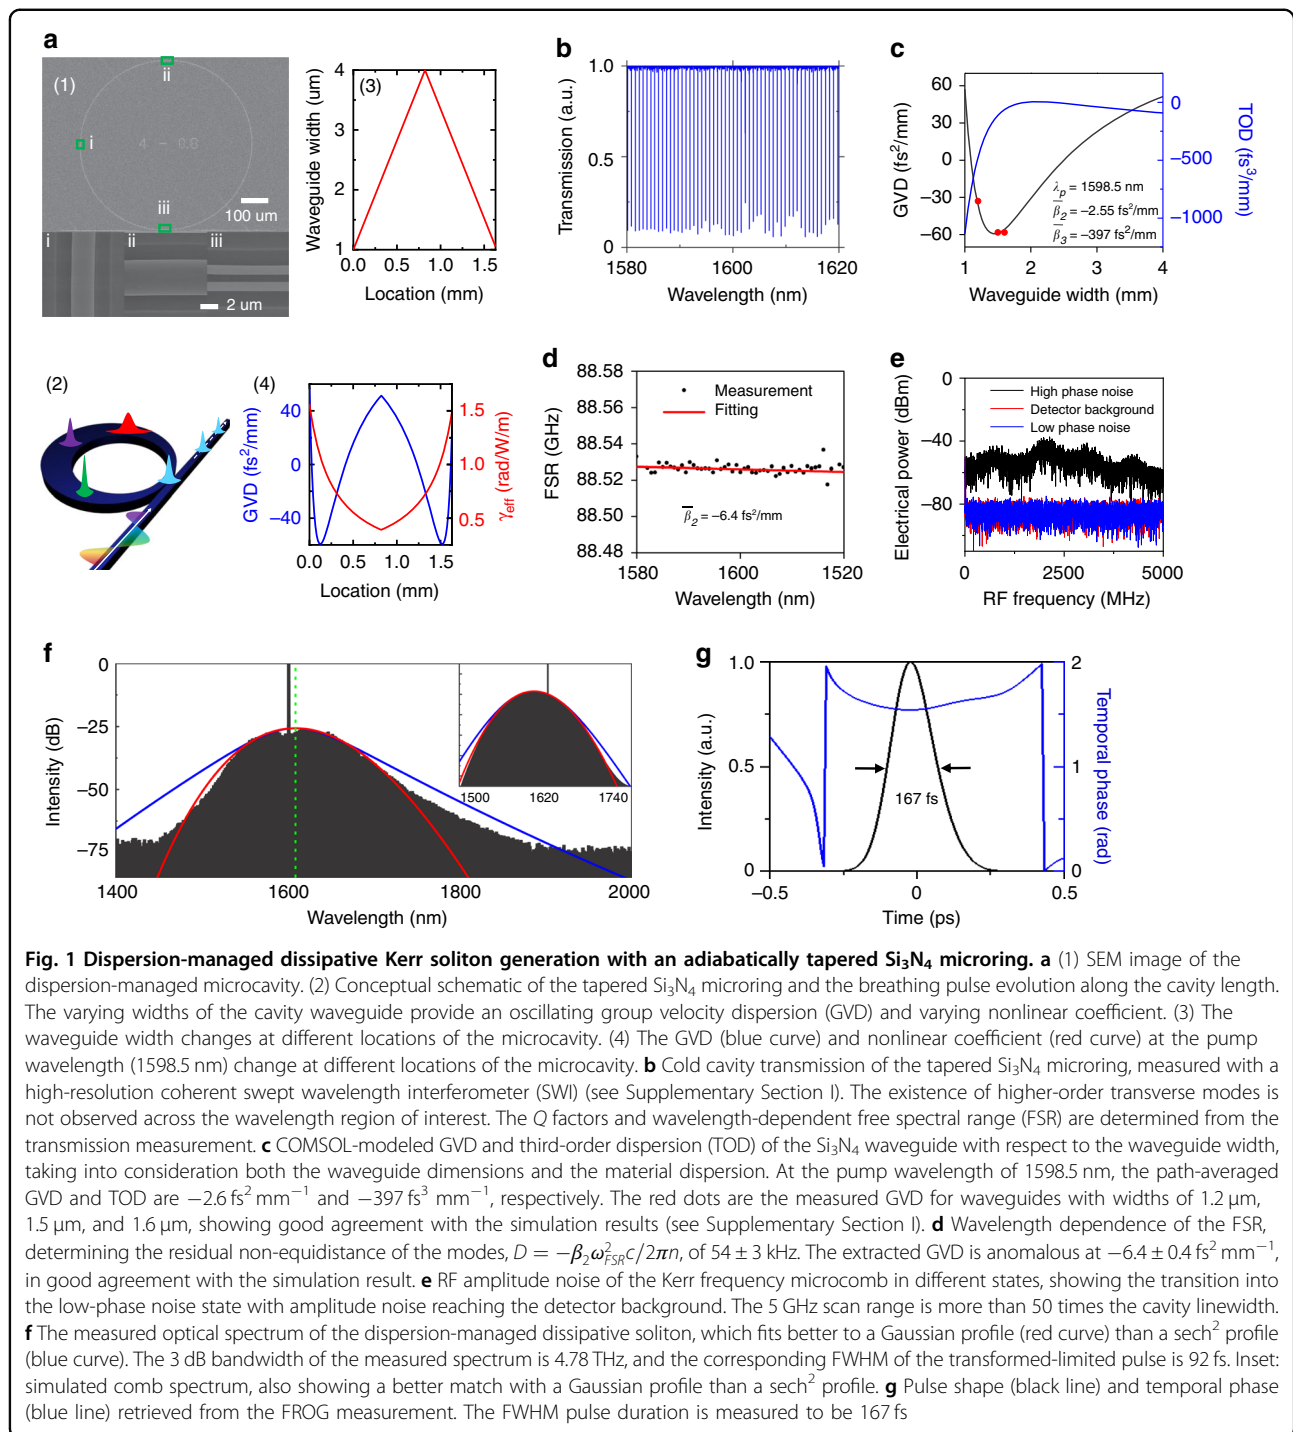 a
(1)
ii
i
4 – 0.8
iii
100 um
i
ii
iii
2 um
(3)
Waveguide width (um)
4
3
2
1
0.0
0.5
1.0
1.5
Location (mm)
b
Transmission (a.u.)
1.0
0.5
0
1580
1600
1620
Wavelength (nm)
c
GVD (fs²/mm)
60
30
0
−30
−60
TOD (fs³/mm)
0
−500
−1000
λp = 1598.5 nm
β̅2 = −2.55 fs²/mm
β̅3 = −397 fs²/mm
1
2
3
4
Waveguide width (mm)
(2)
(4)
GVD (fs²/mm)
40
0
−40
γeff (rad/W/m)
1.5
1.0
0.5
0.0
0.5
1.0
1.5
Location (mm)
d
FSR (GHz)
88.58
88.56
88.54
88.52
88.50
88.48
Measurement
Fitting
β̅2 = −6.4 fs²/mm
1580
1600
1520
Wavelength (nm)
e
Electrical power (dBm)
0
−40
−80
High phase noise
Detector background
Low phase noise
0
2500
5000
RF frequency (MHz)
f
Intensity (dB)
0
−25
−50
−75
1400
1600
1800
2000
Wavelength (nm)
1500
1620
1740
g
Intensity (a.u.)
1.0
0.5
0
167 fs
Temporal phase (rad)
2
1
0
−0.5
0
0.5
Time (ps)
Fig. 1 Dispersion-managed dissipative Kerr soliton generation with an adiabatically tapered Si₃N₄ microring. a (1) SEM image of the
dispersion-managed microcavity. (2) Conceptual schematic of the tapered Si₃N₄ microring and the breathing pulse evolution along the cavity length.
The varying widths of the cavity waveguide provide an oscillating group velocity dispersion (GVD) and varying nonlinear coefficient. (3) The
waveguide width changes at different locations of the microcavity. (4) The GVD (blue curve) and nonlinear coefficient (red curve) at the pump
wavelength (1598.5 nm) change at different locations of the microcavity. b Cold cavity transmission of the tapered Si₃N₄ microring, measured with a
high-resolution coherent swept wavelength interferometer (SWI) (see Supplementary Section I). The existence of higher-order transverse modes is
not observed across the wavelength region of interest. The Q factors and wavelength-dependent free spectral range (FSR) are determined from the
transmission measurement. c COMSOL-modeled GVD and third-order dispersion (TOD) of the Si₃N₄ waveguide with respect to the waveguide width,
taking into consideration both the waveguide dimensions and the material dispersion. At the pump wavelength of 1598.5 nm, the path-averaged
GVD and TOD are −2.6 fs² mm⁻¹ and −397 fs³ mm⁻¹, respectively. The red dots are the measured GVD for waveguides with widths of 1.2 µm,
1.5 µm, and 1.6 µm, showing good agreement with the simulation results (see Supplementary Section I). d Wavelength dependence of the FSR,
determining the residual non-equidistance of the modes, D = −β₂ω²FSRc/2πn, of 54 ± 3 kHz. The extracted GVD is anomalous at −6.4 ± 0.4 fs² mm⁻¹,
in good agreement with the simulation result. e RF amplitude noise of the Kerr frequency microcomb in different states, showing the transition into
the low-phase noise state with amplitude noise reaching the detector background. The 5 GHz scan range is more than 50 times the cavity linewidth.
f The measured optical spectrum of the dispersion-managed dissipative soliton, which fits better to a Gaussian profile (red curve) than a sech² profile
(blue curve). The 3 dB bandwidth of the measured spectrum is 4.78 THz, and the corresponding FWHM of the transformed-limited pulse is 92 fs. Inset:
simulated comb spectrum, also showing a better match with a Gaussian profile than a sech² profile. g Pulse shape (black line) and temporal phase
(blue line) retrieved from the FROG measurement. The FWHM pulse duration is measured to be 167 fs